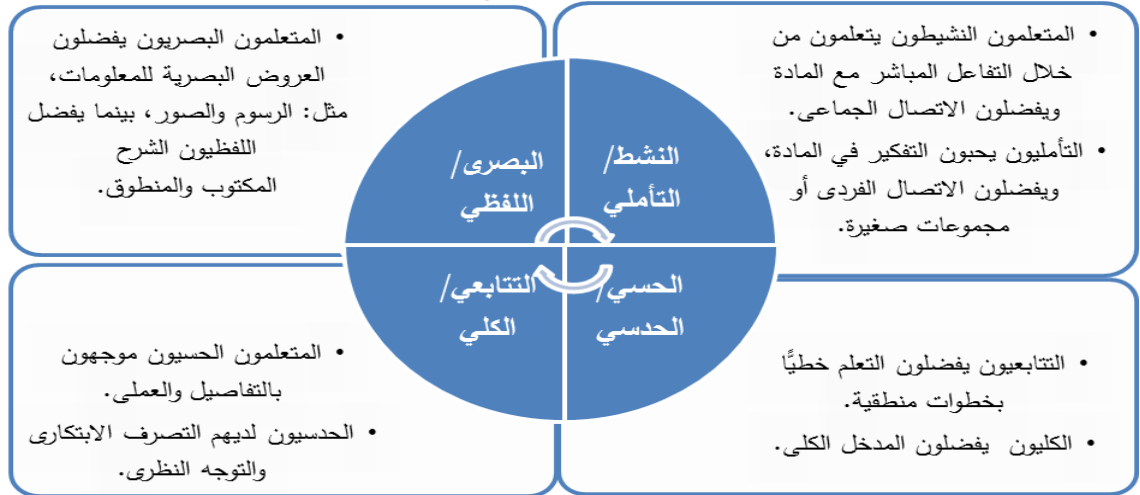 • المتعلمون النشيطون يتعلمون من
خلال التفاعل المباشر مع المادة
ويفضلون الاتصال الجماعى.
• التأمليون يحبون التفكير في المادة،
ويفضلون الاتصال الفردى أو
مجموعات صغيرة.
• المتعلمون البصريون يفضلون
العروض البصرية للمعلومات،
مثل: الرسوم والصور، بينما يفضل
اللفظيون الشرح
المكتوب والمنطوق.
النشط/
التأملي
البصرى/
اللفظي
الحسي/
الحدسي
التتابعي/
الكلي
• التتابعيون يفضلون التعلم خطيًّا
بخطوات منطقية.
• الكليون يفضلون المدخل الكلى.
• المتعلمون الحسيون موجهون
بالتفاصيل والعملى.
• الحدسيون لديهم التصرف الابتكارى
والتوجه النظرى.